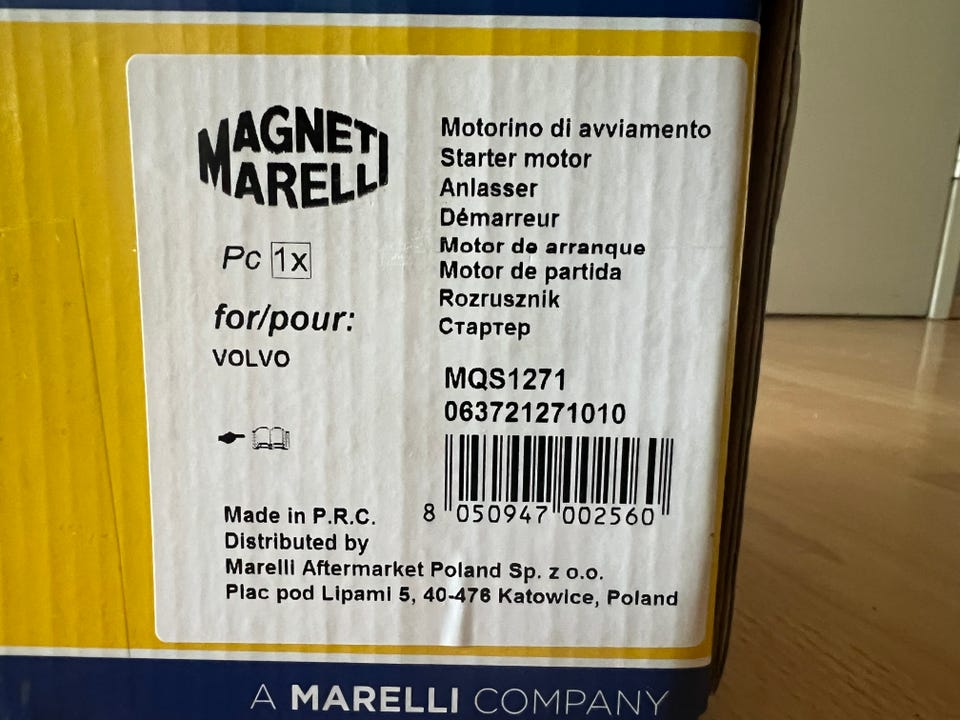 MAGNETI
MARELLI
Pc 1x
for/pour:
VOLVO
Motorino di avviamento
Starter motor
Anlasser
Démarreur
Motor de arranque
Motor de partida
Rozrusznik
Стартер
MQS1271
063721271010
8 050947 002560
Made in P.R.C.
Distributed by
Marelli Aftermarket Poland Sp. z o.o.
Plac pod Lipami 5, 40-476 Katowice, Poland
A MARELLI COMPANY